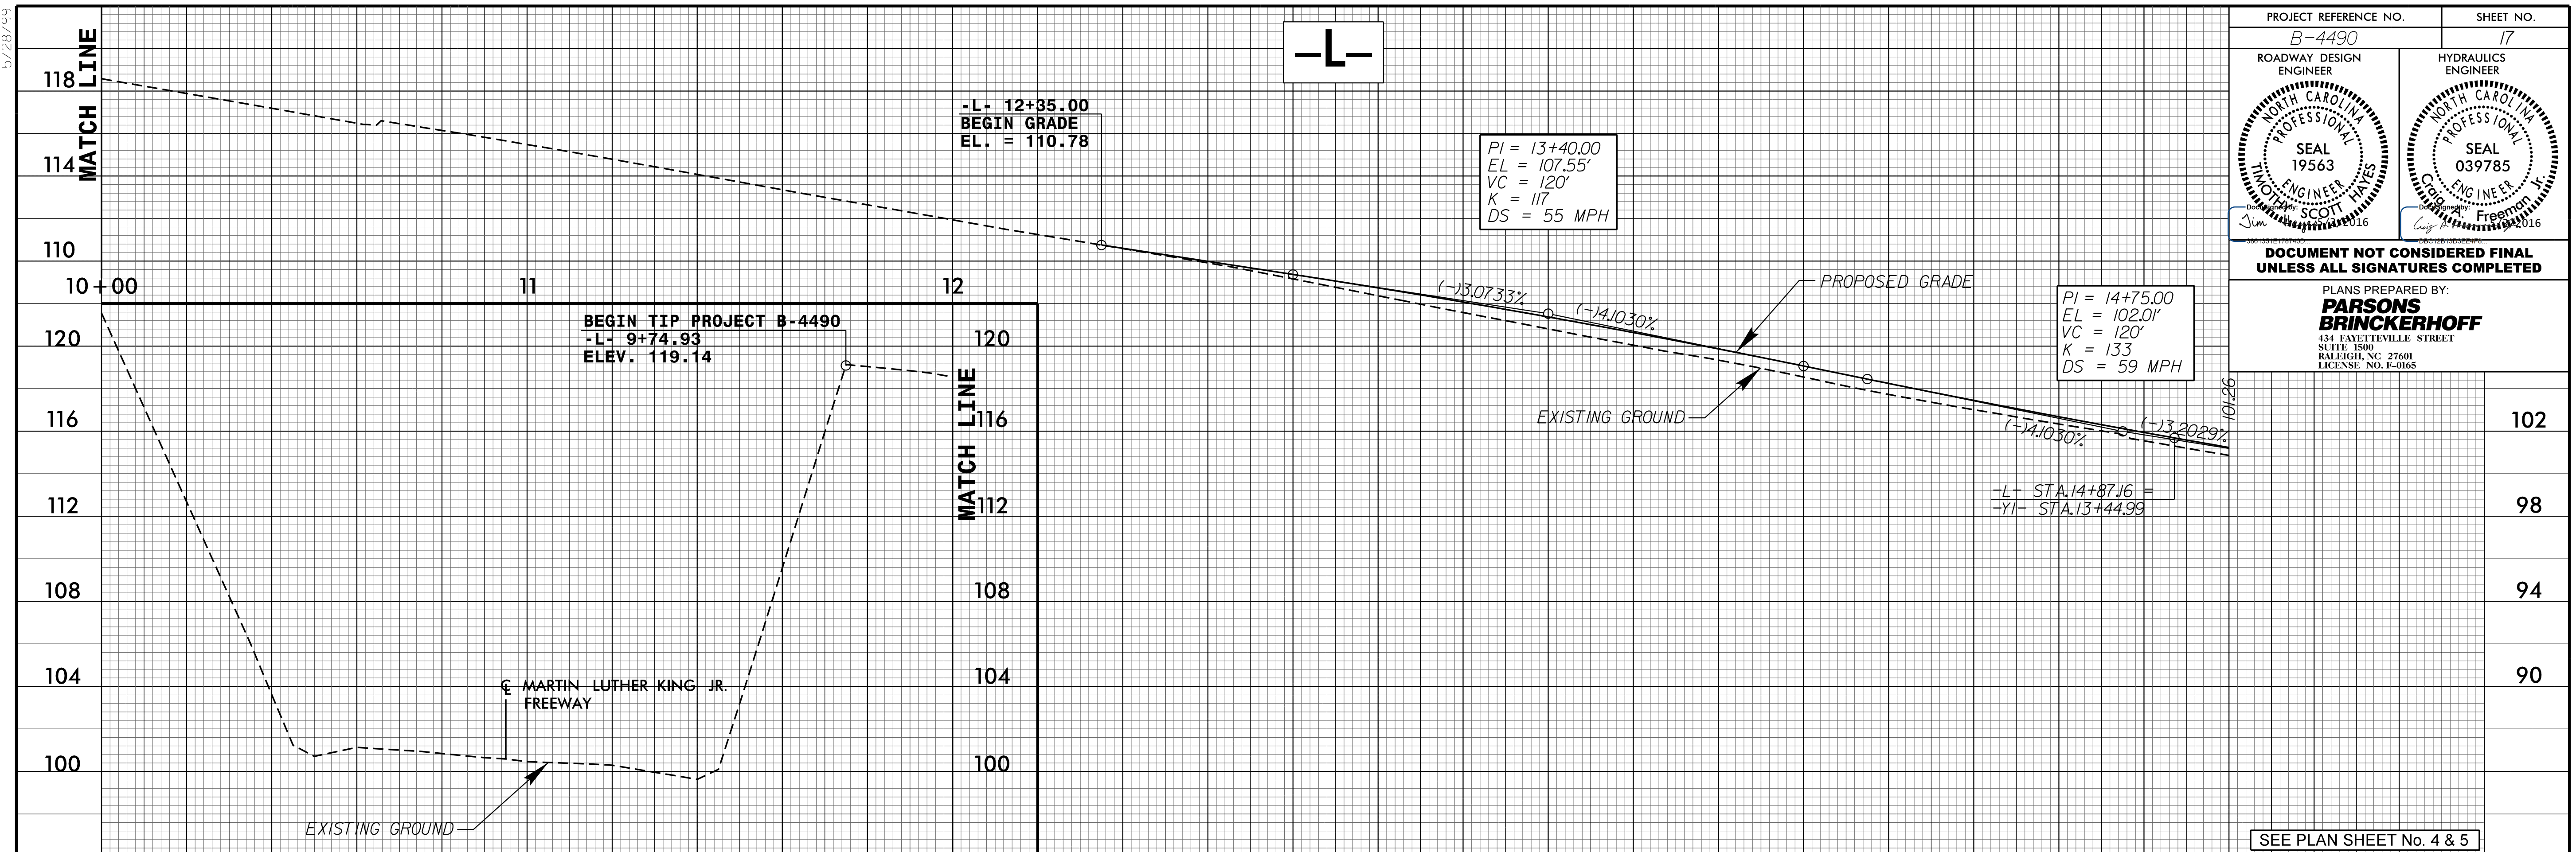 5/28/99
-L-
PROJECT REFERENCE NO.
SHEET NO.
B-4490
17
ROADWAY DESIGN
ENGINEER
HYDRAULICS
ENGINEER
NORTH CAROLINA
PROFESSIONAL
SEAL
19563
ENGINEER
TIMOTHY SCOTT HAYES
NORTH CAROLINA
PROFESSIONAL
SEAL
039785
ENGINEER
Craig A. Freeman Jr.
DocuSigned by:
2016
DocuSigned by:
2016
DOCUMENT NOT CONSIDERED FINAL
UNLESS ALL SIGNATURES COMPLETED
PLANS PREPARED BY:
PARSONS
BRINCKERHOFF
434 FAYETTEVILLE STREET
SUITE 1500
RALEIGH, NC 27601
LICENSE NO. F-0165
MATCH LINE
118
114
110
10+00
11
12
-L- 12+35.00
BEGIN GRADE
EL. = 110.78
PI = 13+40.00
EL = 107.55'
VC = 120'
K = 117
DS = 55 MPH
(-)3.0733%
(-)4.1030%
PROPOSED GRADE
EXISTING GROUND
PI = 14+75.00
EL = 102.01'
VC = 120'
K = 133
DS = 59 MPH
101.26
(-)4.1030%
(-)3.2029%
-L- STA.14+87.16 =
-Y1- STA.13+44.99
102
98
94
90
BEGIN TIP PROJECT B-4490
-L- 9+74.93
ELEV. 119.14
MATCH LINE
120
116
112
108
104
100
120
116
112
108
104
100
℄ MARTIN LUTHER KING JR.
FREEWAY
EXISTING GROUND
SEE PLAN SHEET No. 4 & 5